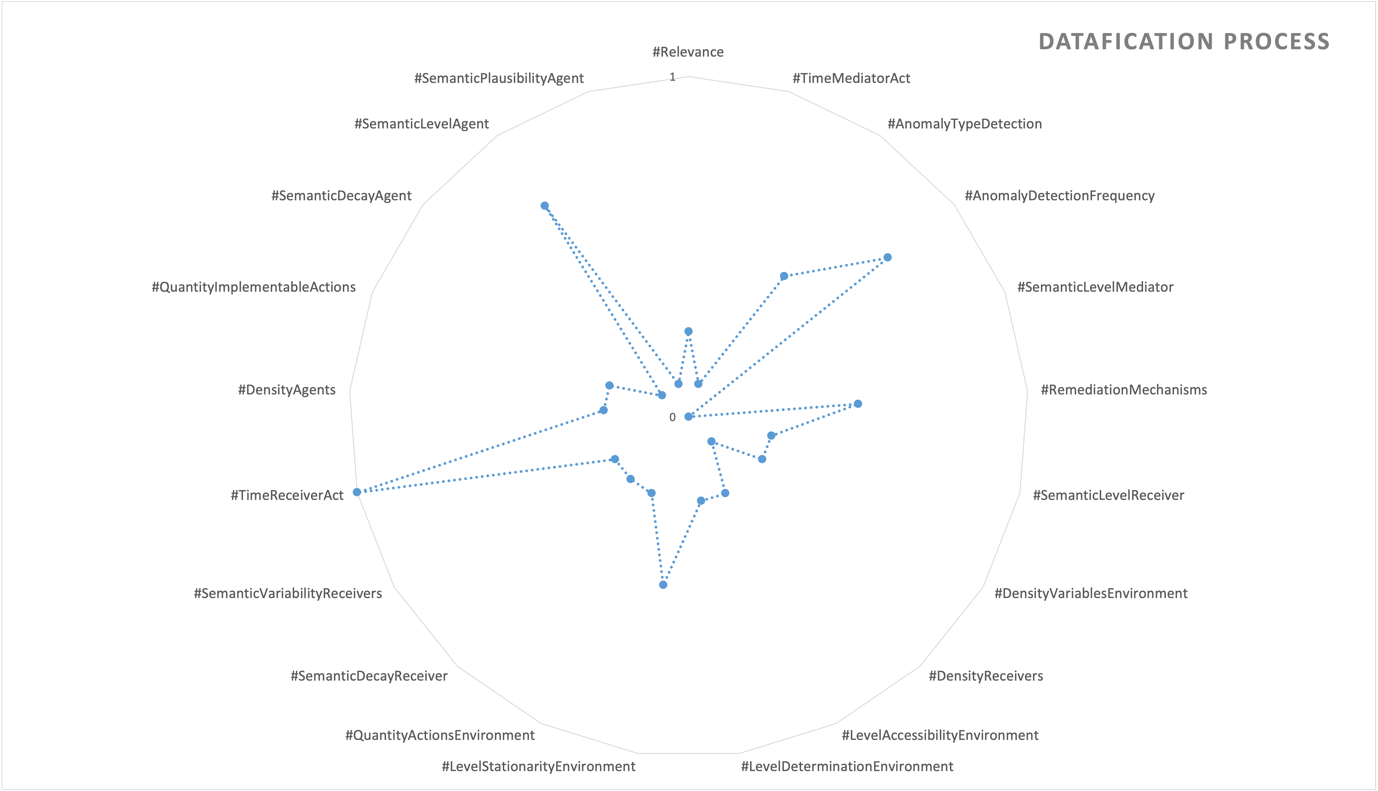 DATAFICATION PROCESS
#Relevance
1
#TimeMediatorAct
#AnomalyTypeDetection
#AnomalyDetectionFrequency
#SemanticLevelMediator
#RemediationMechanisms
#SemanticLevelReceiver
#DensityVariablesEnvironment
#DensityReceivers
#LevelAccessibilityEnvironment
#LevelDeterminationEnvironment
#LevelStationarityEnvironment
#QuantityActionsEnvironment
#SemanticDecayReceiver
#SemanticVariabilityReceivers
#TimeReceiverAct
#DensityAgents
#QuantityImplementableActions
#SemanticDecayAgent
#SemanticLevelAgent
#SemanticPlausibilityAgent
0